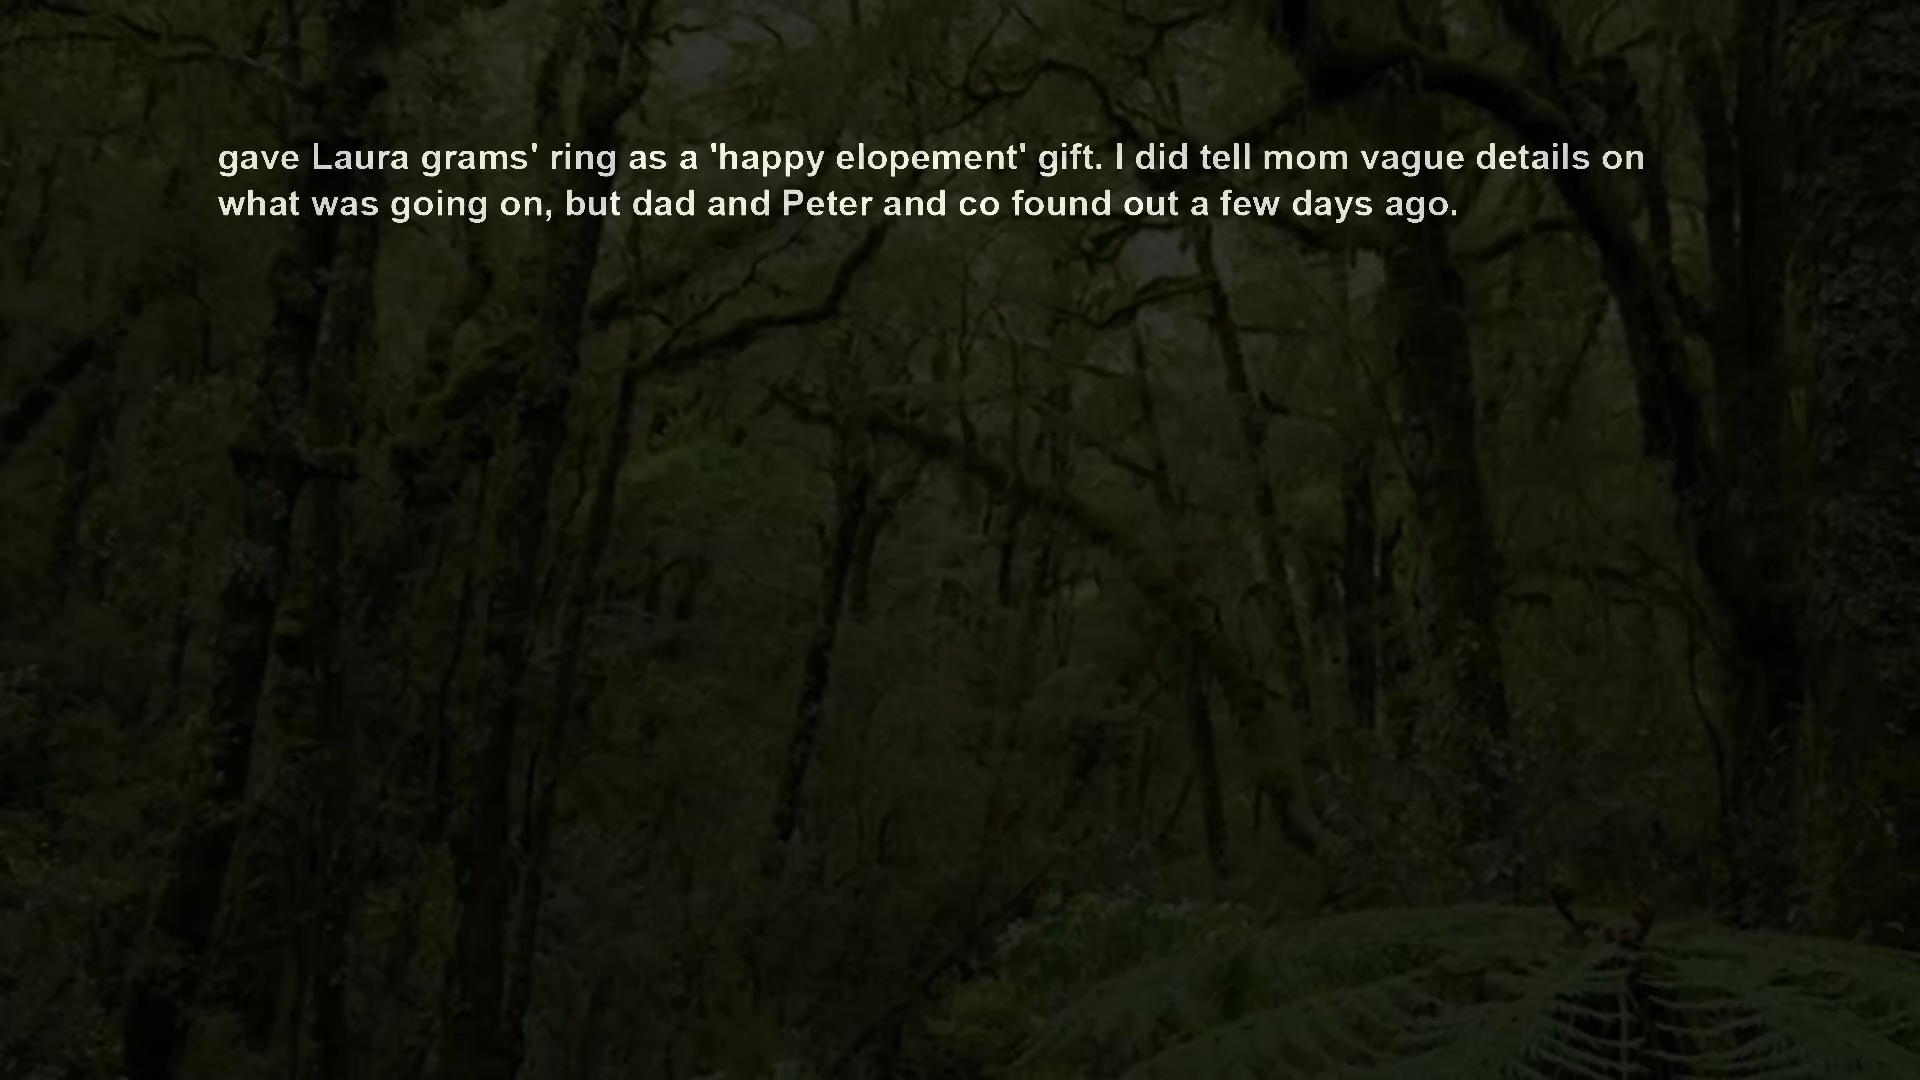 gave Laura grams' ring as a 'happy elopement' gift. I did tell mom vague details on
what was going on, but dad and Peter and co found out a few days ago.